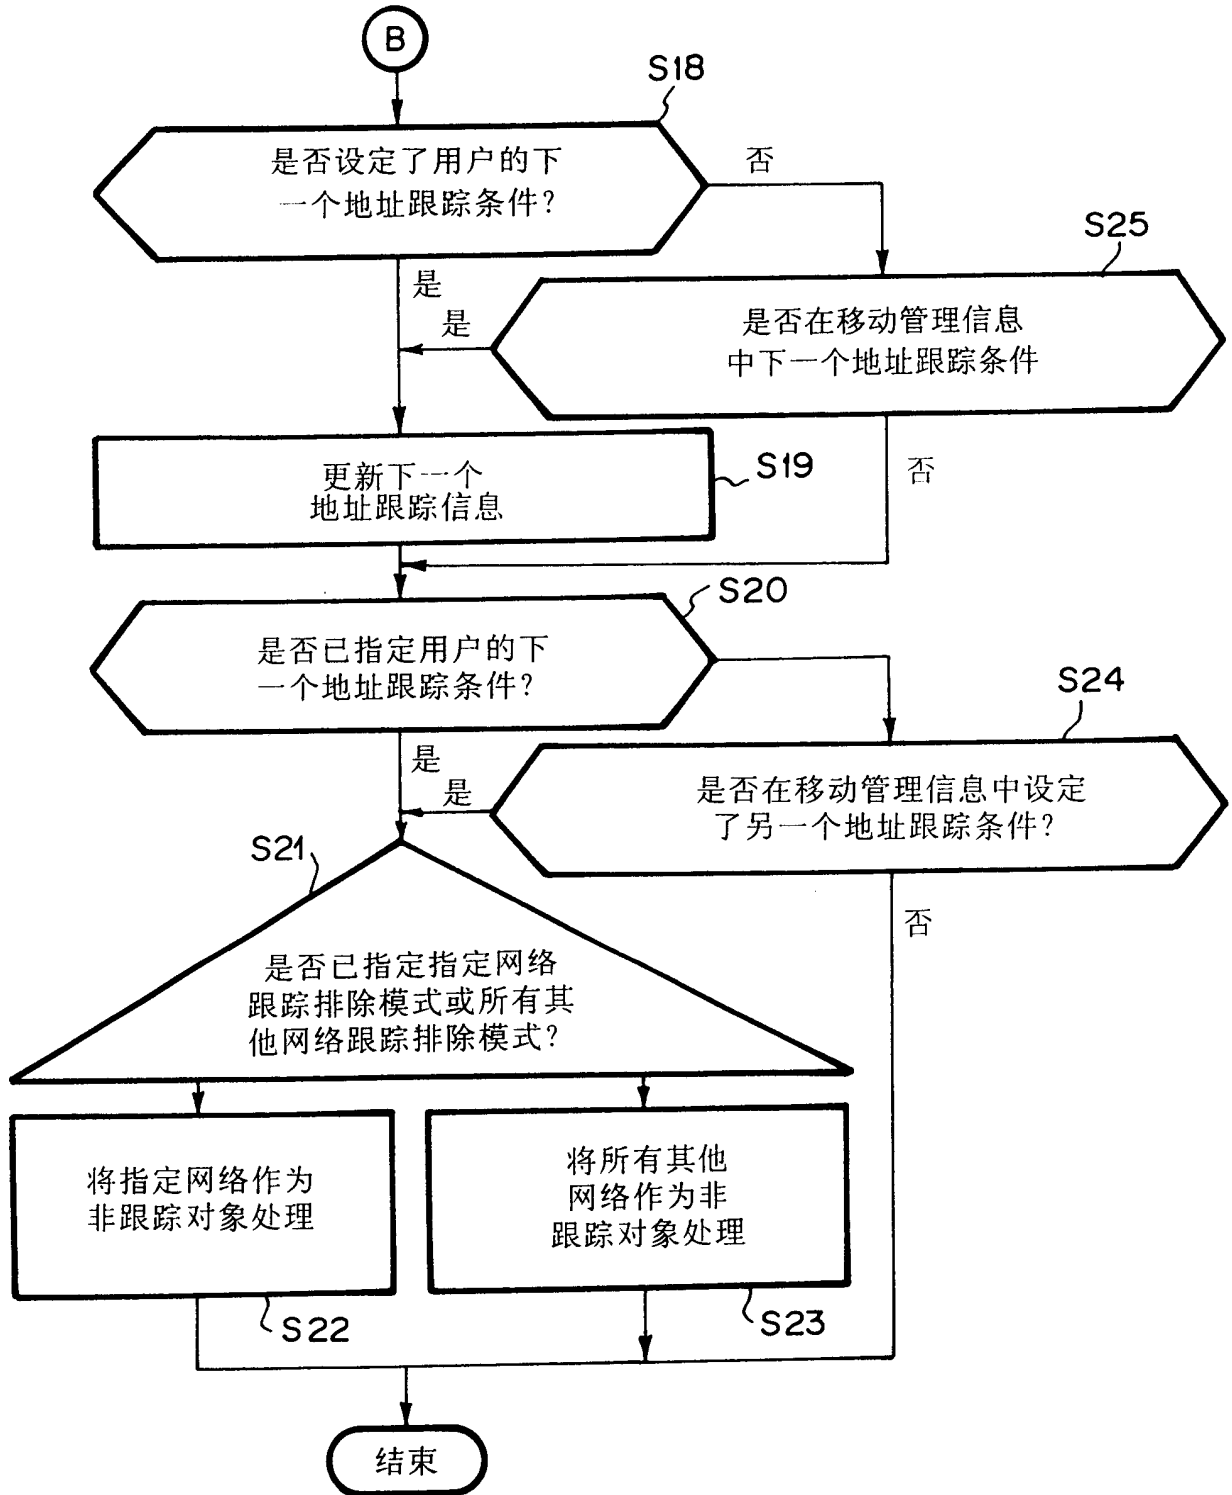 B
S18
是否设定了用户的下
一个地址跟踪条件?
否
S25
是
是
是否在移动管理信息
中下一个地址跟踪条件
更新下一个
地址跟踪信息
S19
否
S20
是否已指定用户的下
一个地址跟踪条件?
S24
是
是
是否在移动管理信息中设定
了另一个地址跟踪条件?
S21
否
是否已指定指定网络
跟踪排除模式或所有其
他网络跟踪排除模式?
将指定网络作为
非跟踪对象处理
将所有其他
网络作为非
跟踪对象处理
S22
S23
结束